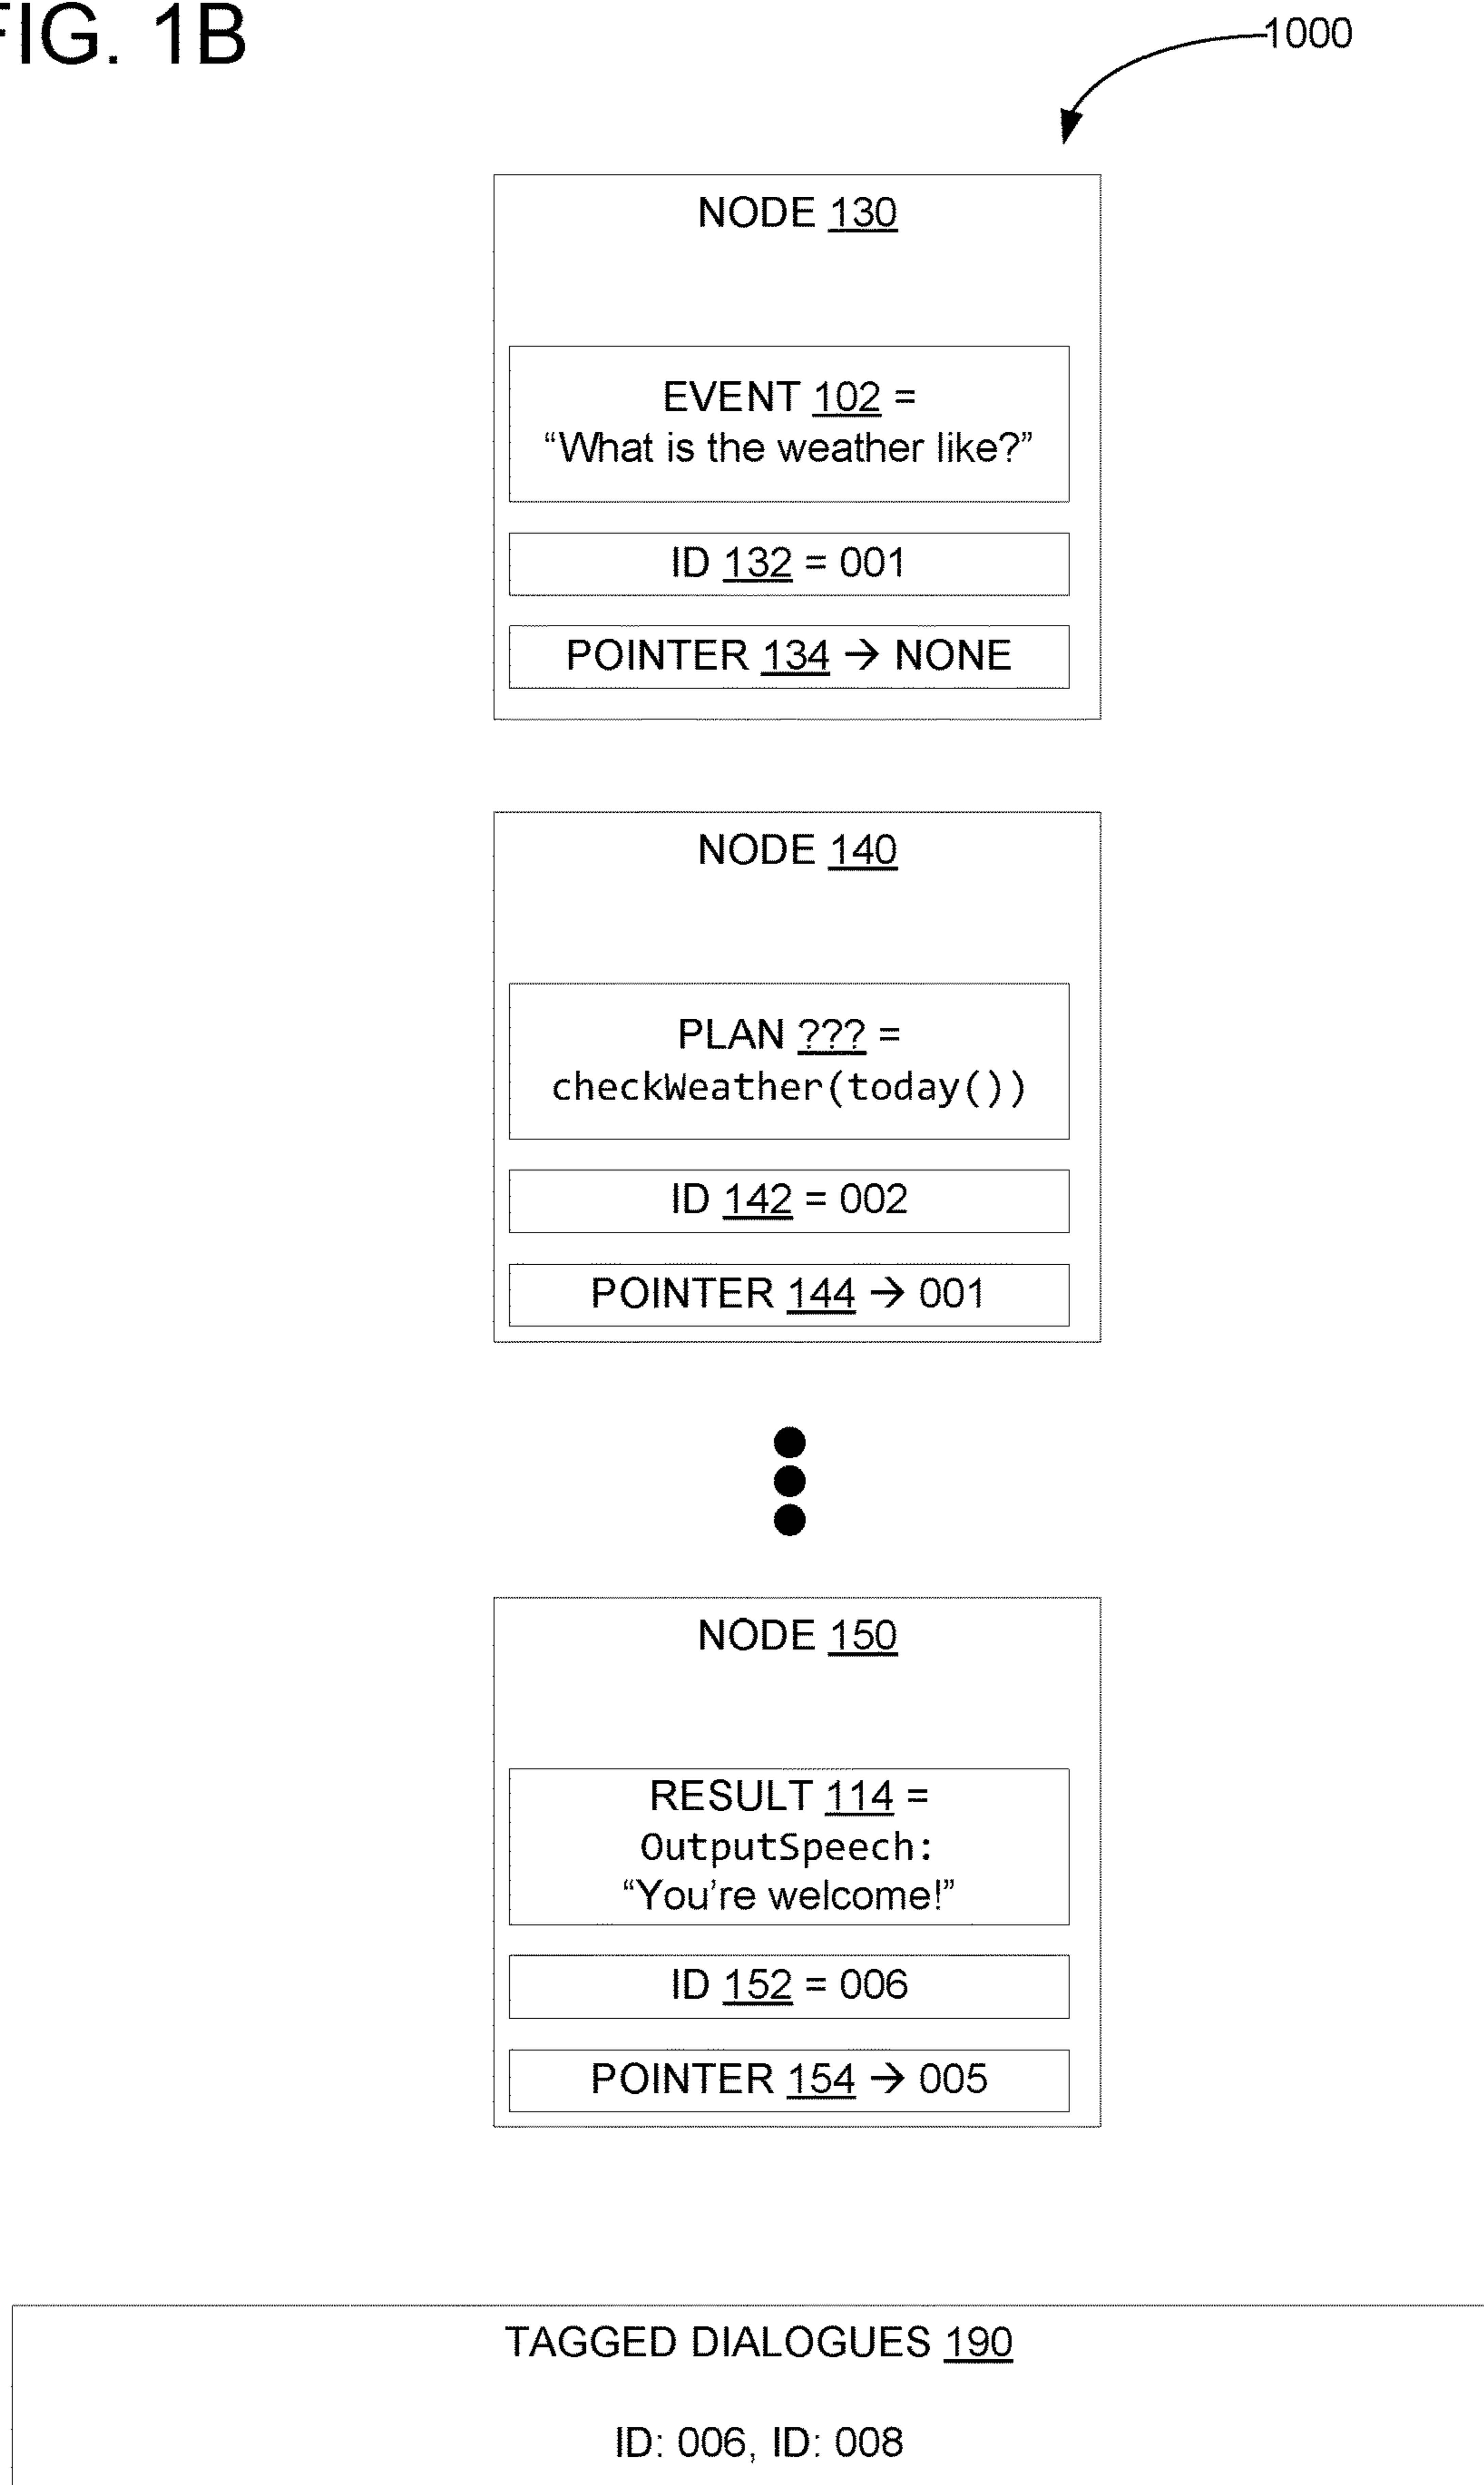 FIG. 1B
1000
NODE 130
EVENT 102 =
“What is the weather like?”
ID 132 = 001
POINTER 134 → NONE
NODE 140
PLAN ??? =
checkWeather(today())
ID 142 = 002
POINTER 144 → 001
NODE 150
RESULT 114 =
OutputSpeech:
“You’re welcome!”
ID 152 = 006
POINTER 154 → 005
TAGGED DIALOGUES 190
ID: 006, ID: 008